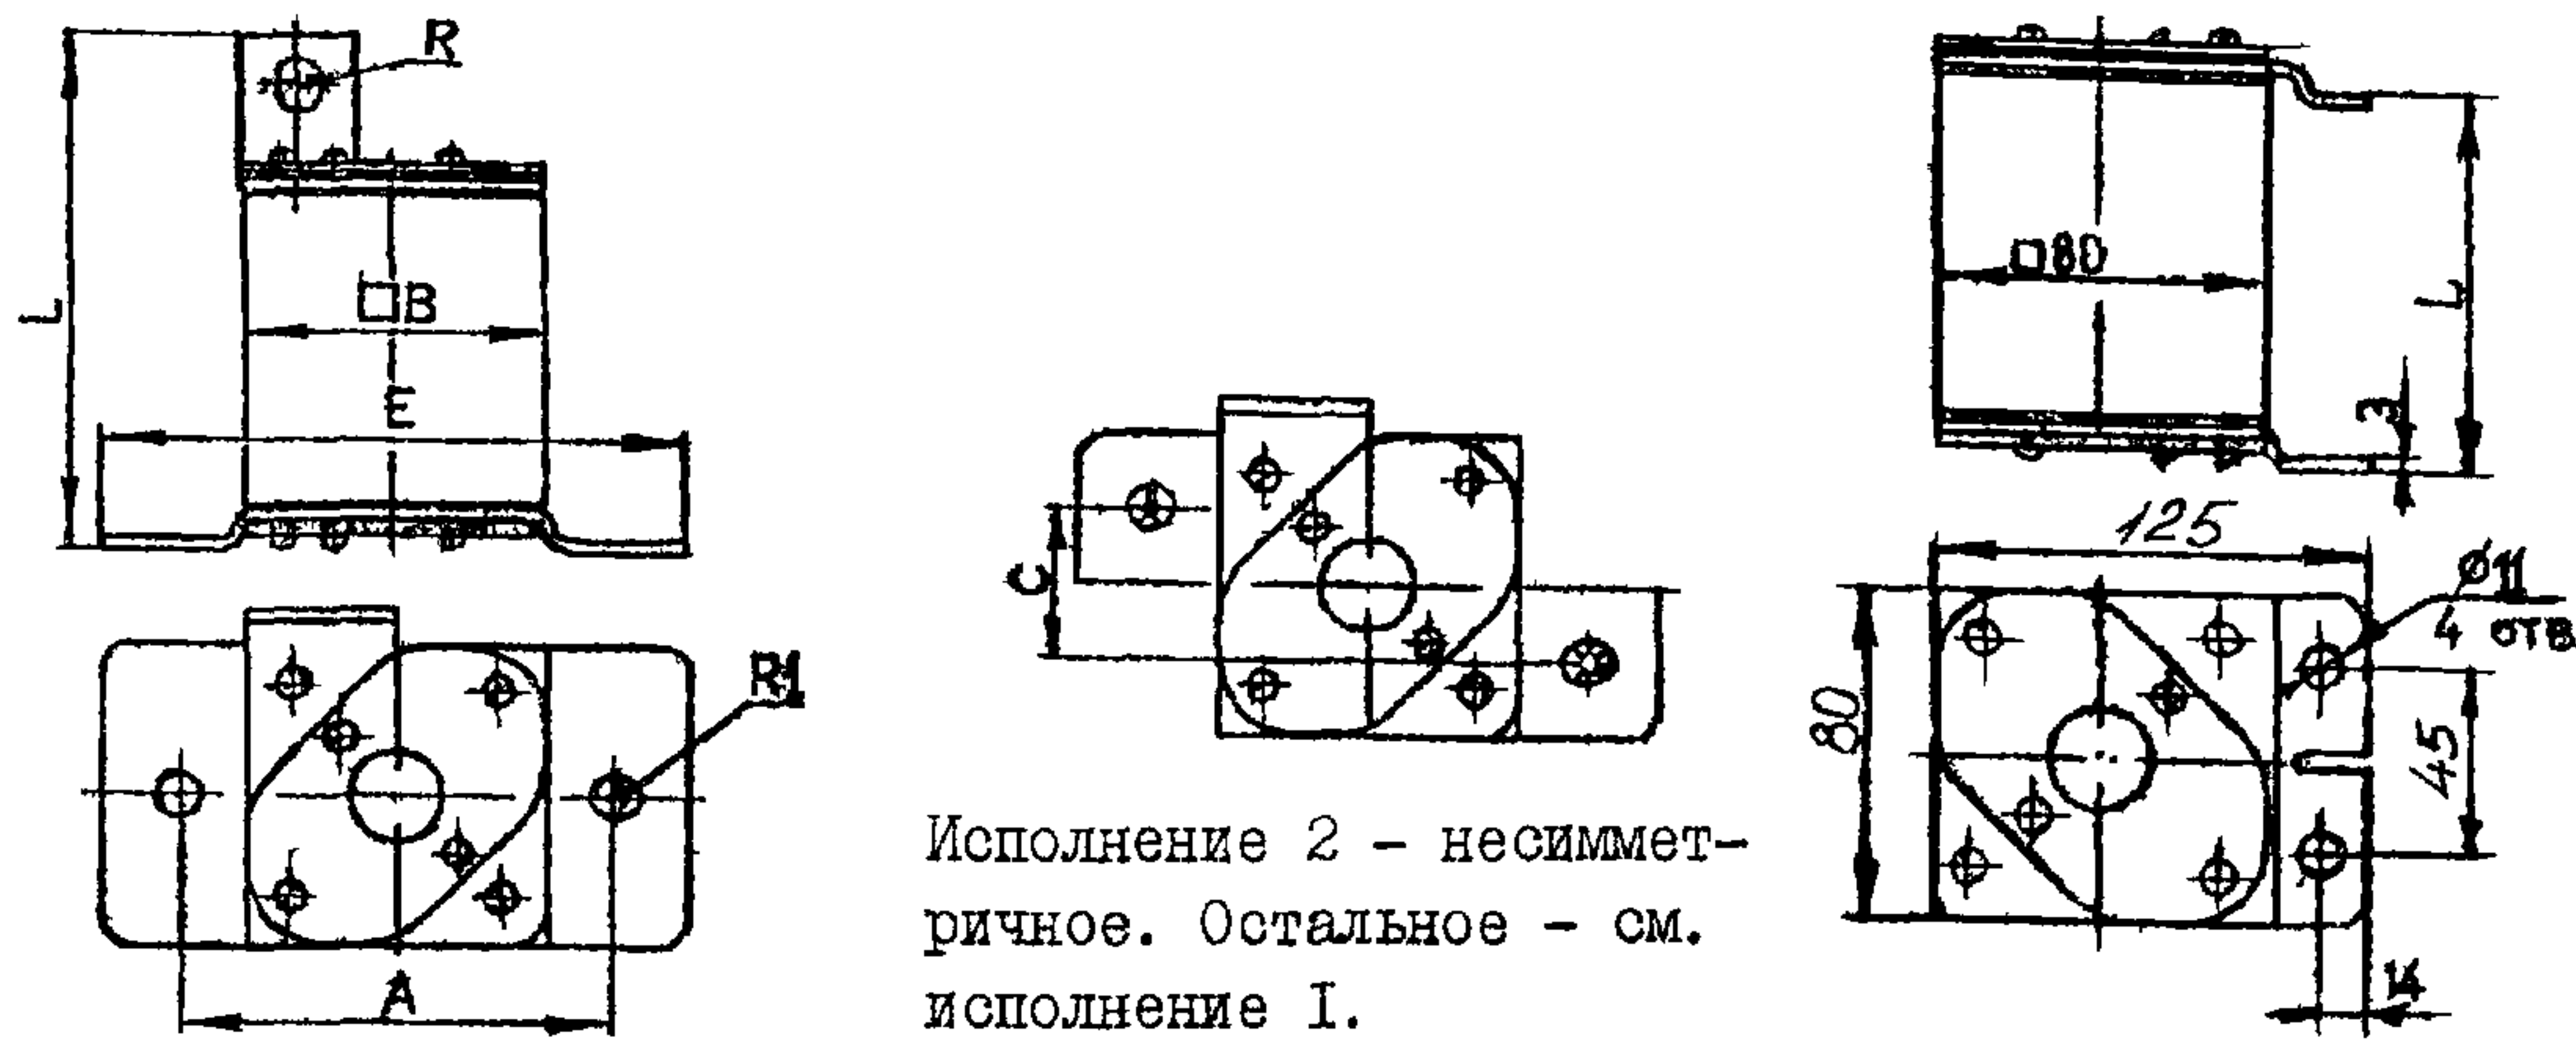 R
L
□B
E
R1
A
C
Исполнение 2 - несиммет-
ричное. Остальное - см.
исполнение I.
□80
L
3
125
ø11
4 отв
80
45
14